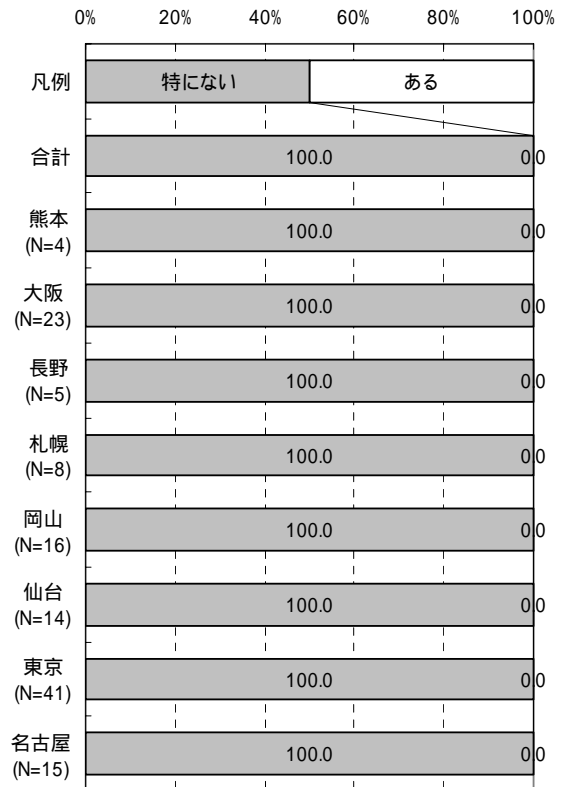 0% 20% 40% 60% 80% 100%
凡例 特にない ある
合計 100.0 0.0
熊本
(N=4) 100.0 0.0
大阪
(N=23) 100.0 0.0
長野
(N=5) 100.0 0.0
札幌
(N=8) 100.0 0.0
岡山
(N=16) 100.0 0.0
仙台
(N=14) 100.0 0.0
東京
(N=41) 100.0 0.0
名古屋
(N=15) 100.0 0.0